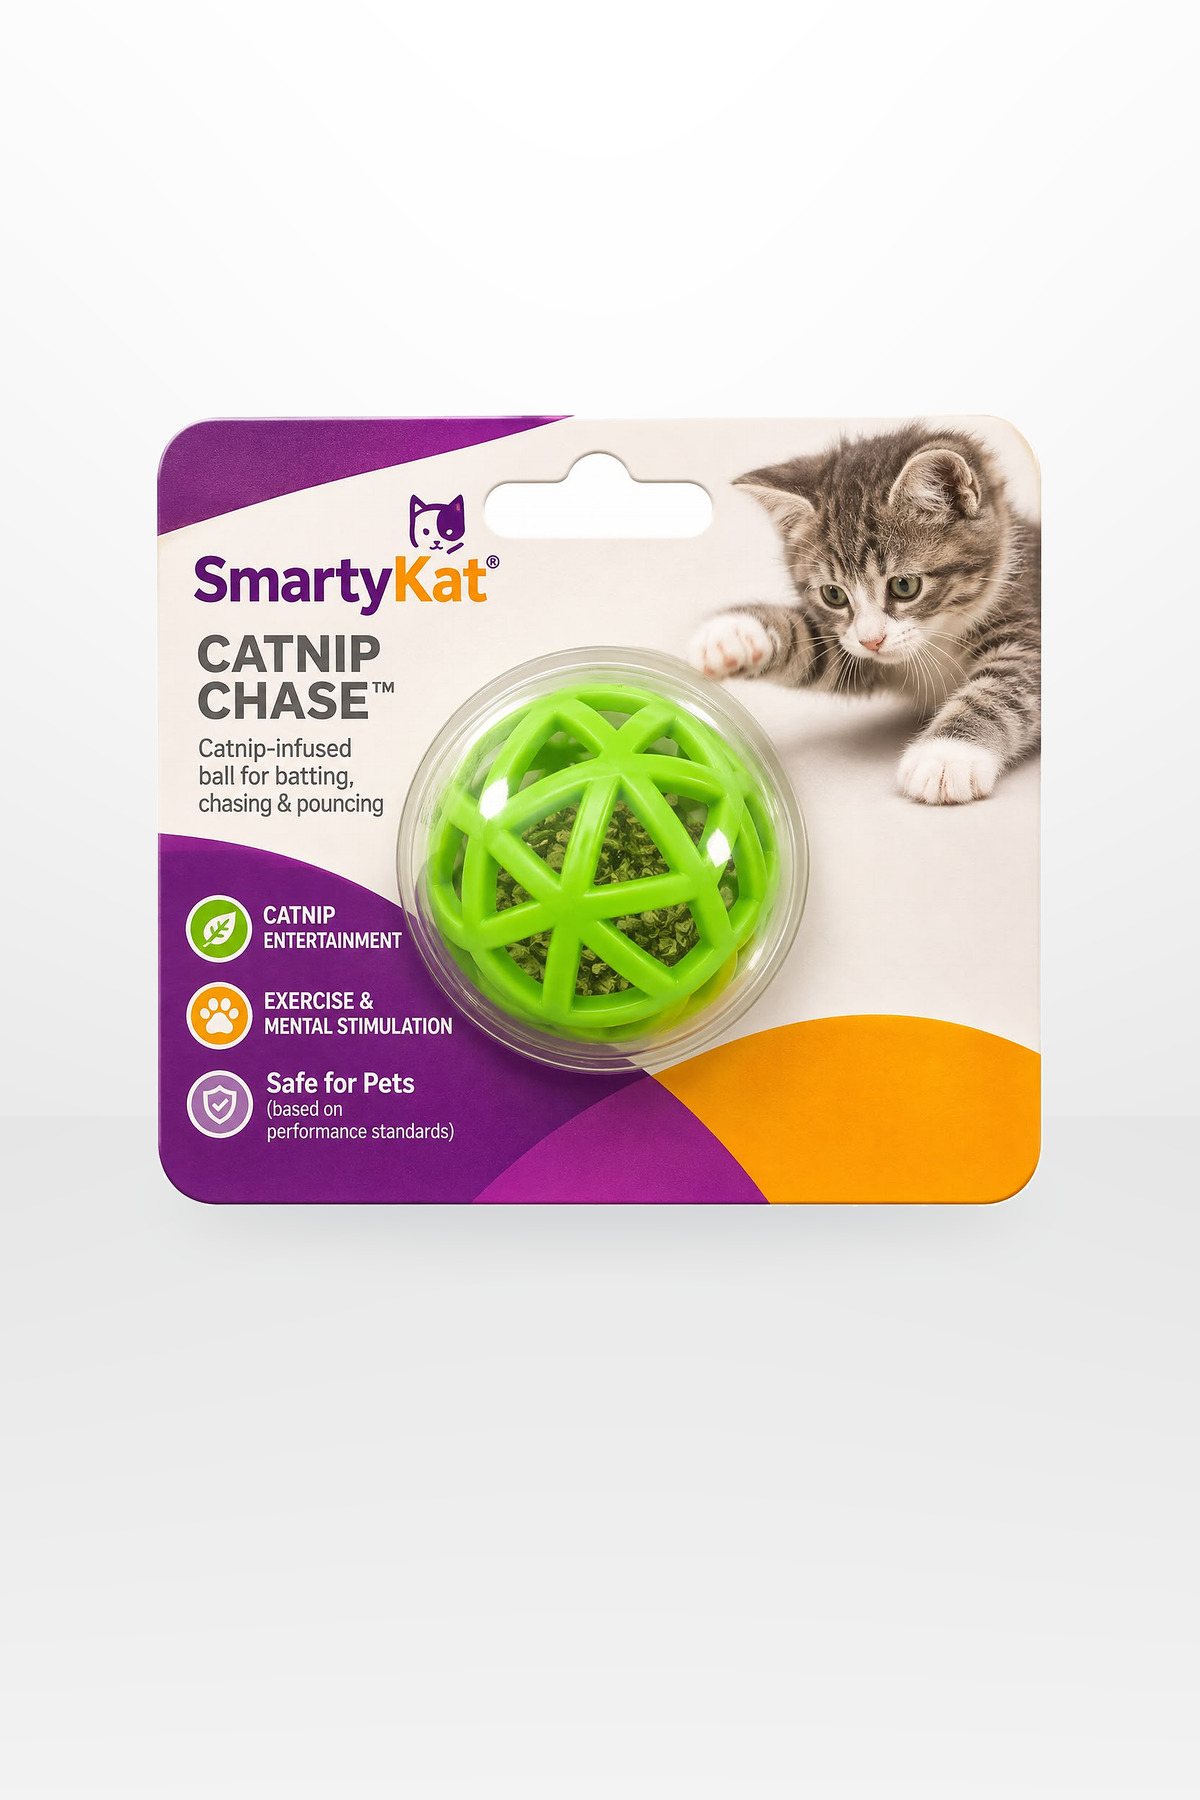 SmartyKat®
CATNIP
CHASE™
Catnip-infused
ball for batting,
chasing & pouncing
CATNIP
ENTERTAINMENT
EXERCISE &
MENTAL STIMULATION
Safe for Pets
(based on
performance standards)